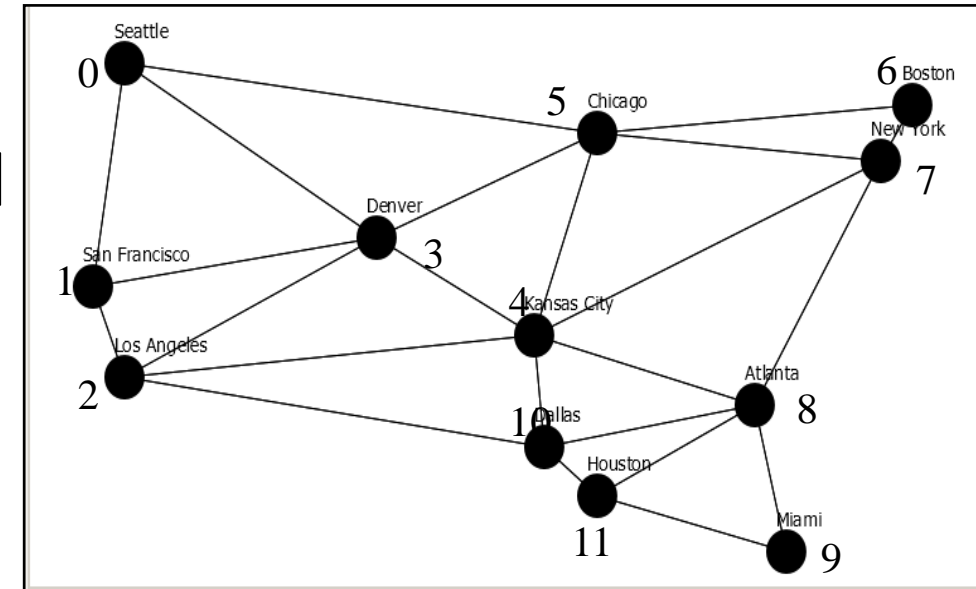 Seattle
0
6 Boston
5 Chicago
New York
7
Denver
3
San Francisco
1
4 Kansas City
Los Angeles
2
Atlanta
8
10 Dallas
Houston
11
Miami
9